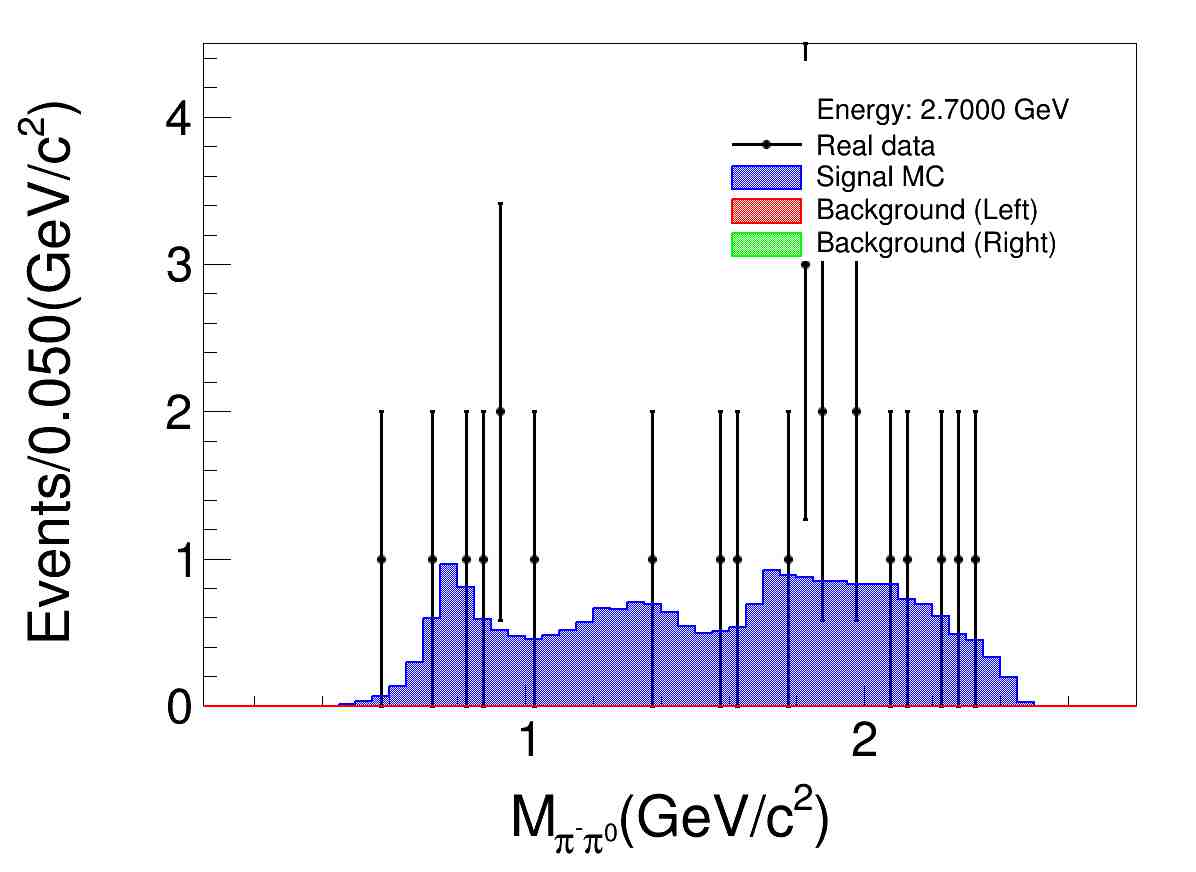 Events/0.050(GeV/c²)
4
3
2
1
0
Energy: 2.7000 GeV
Real data
Signal MC
Background (Left)
Background (Right)
1 2
M_π⁻π⁰(GeV/c²)